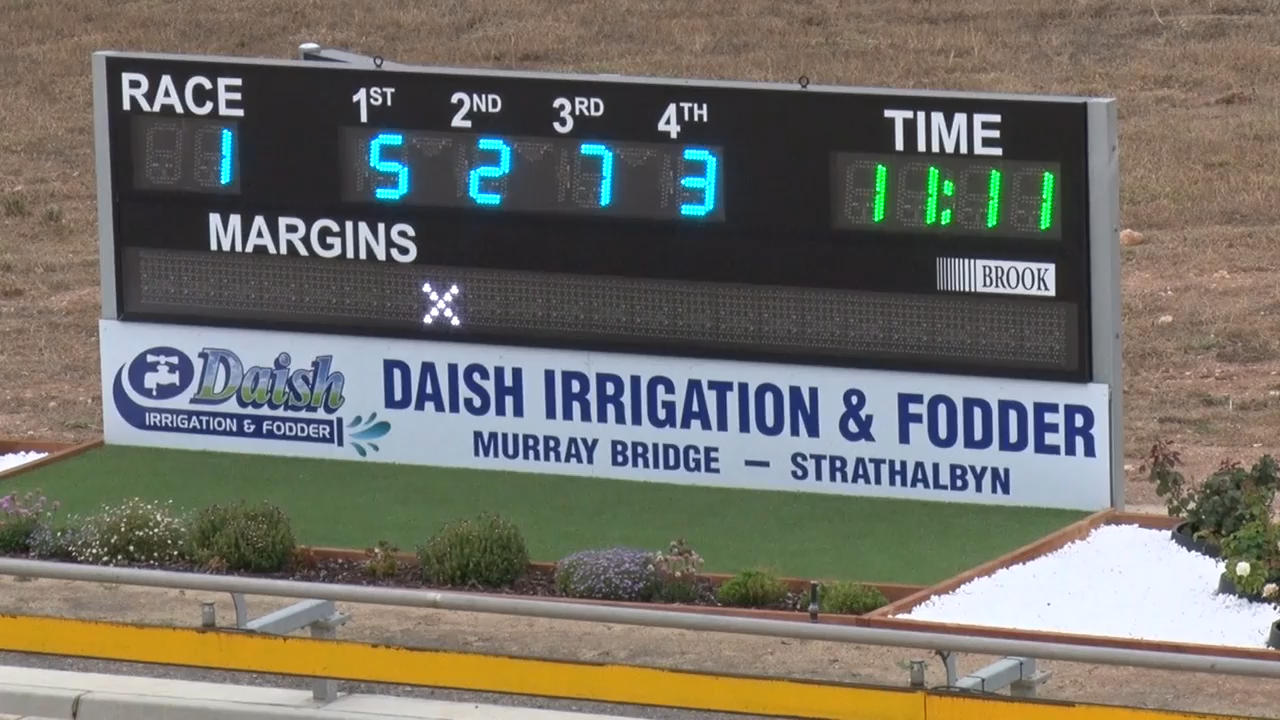 RACE 1ST 2ND 3RD 4TH TIME
1 5 2 7 3 11:11
MARGINS
BROOK
X
Daish
IRRIGATION & FODDER
DAISH IRRIGATION & FODDER
MURRAY BRIDGE — STRATHALBYN